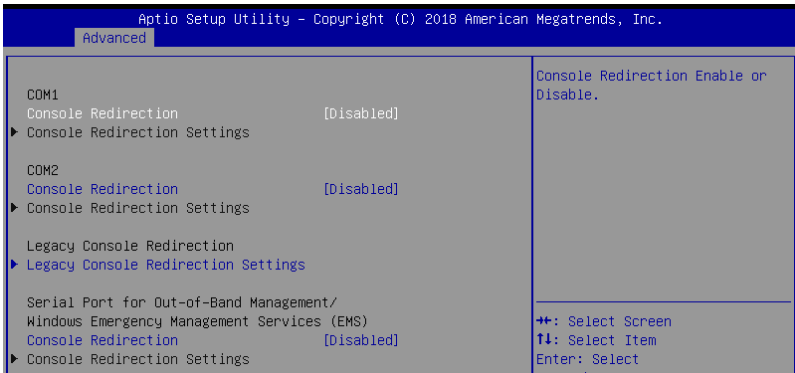 Aptio Setup Utility – Copyright (C) 2018 American Megatrends, Inc.
Advanced
COM1
Console Redirection [Disabled]
▶ Console Redirection Settings
COM2
Console Redirection [Disabled]
▶ Console Redirection Settings
Legacy Console Redirection
▶ Legacy Console Redirection Settings
Serial Port for Out-of-Band Management/
Windows Emergency Management Services (EMS)
Console Redirection [Disabled]
▶ Console Redirection Settings
Console Redirection Enable or
Disable.
→←: Select Screen
↑↓: Select Item
Enter: Select